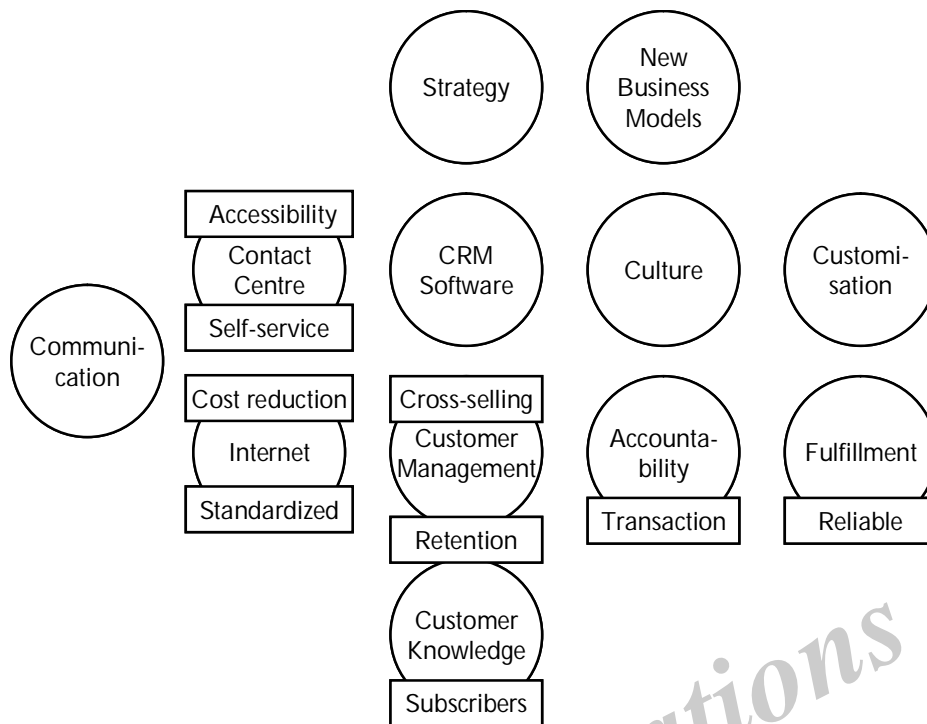 Strategy
New
Business
Models
Accessibility
Contact
Centre
Self-service
CRM
Software
Culture
Customi-
sation
Communi-
cation
Cost reduction
Internet
Standardized
Cross-selling
Customer
Management
Retention
Accounta-
bility
Transaction
Fulfillment
Reliable
Customer
Knowledge
Subscribers